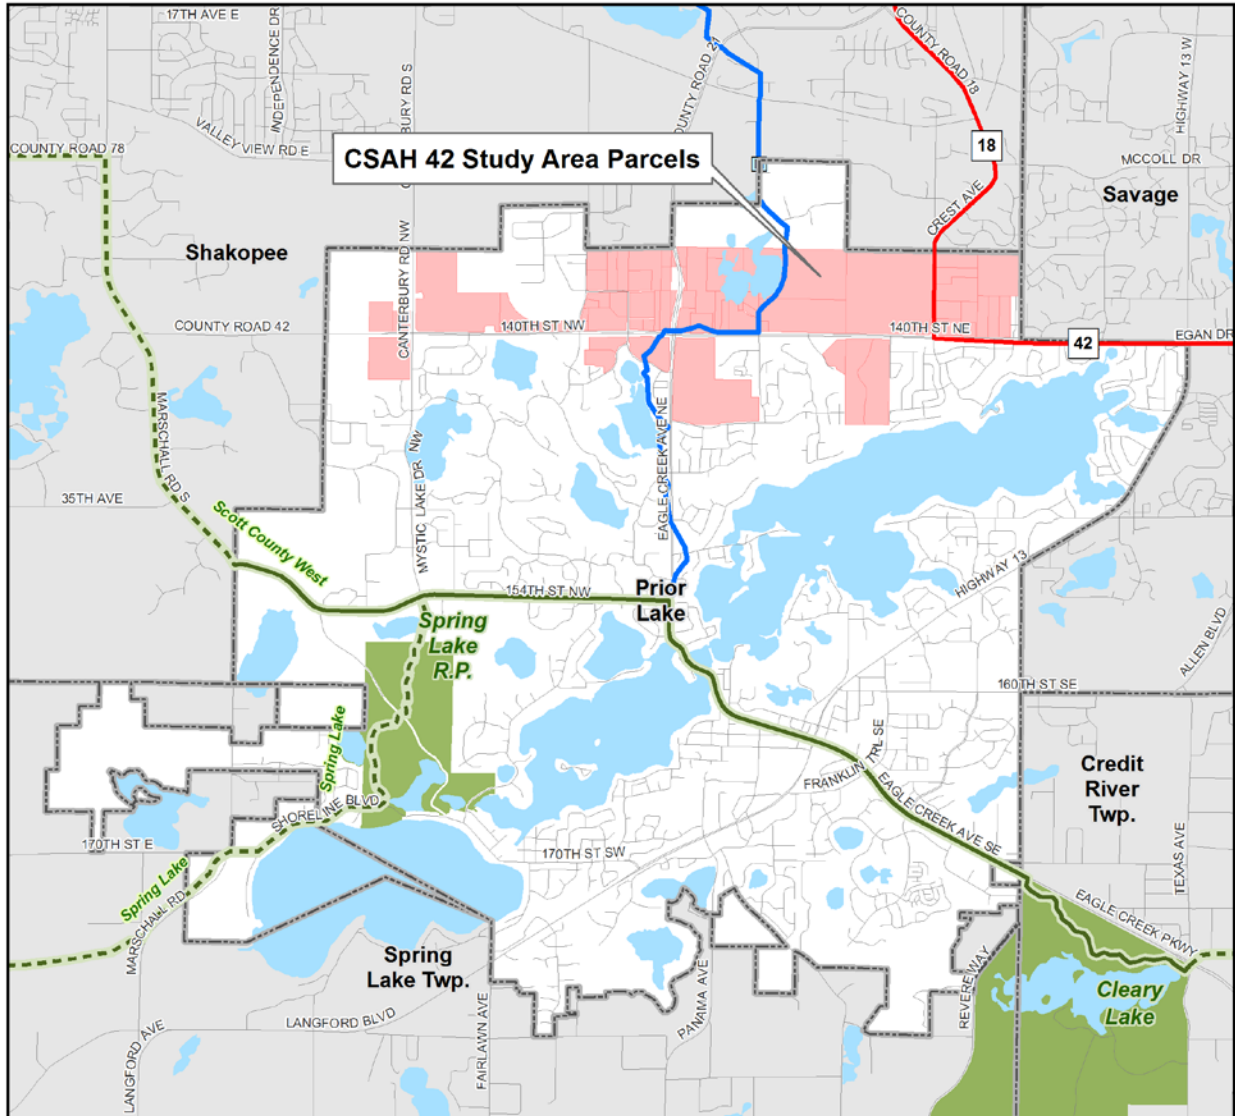 17TH AVE E
INDEPENDENCE DR
COUNTY ROAD 18
HIGHWAY 13 W
VALLEY VIEW RD E
COUNTY ROAD 78
CSAH 42 Study Area Parcels
18
MCCOLL DR
Savage
CREST AVE
Shakopee
CANTERBURY RD NW
COUNTY ROAD 42
140TH ST NW
140TH ST NE
42
EGAN DR
MARSCHALL RD S
EAGLE CREEK AVE NE
MYSTIC LAKE DR NW
35TH AVE
Scott County West
HIGHWAY 13
154TH ST NW
Prior
Lake
ALLEN BLVD
Spring
Lake
R.P.
160TH ST SE
Spring Lake
FRANKLIN TRL SE
Credit
River
Twp.
EAGLE CREEK AVE SE
SHORELINE BLVD
170TH ST E
170TH ST SW
TEXAS AVE
Spring Lake
MARSCHALL RD
EAGLE CREEK PKWY
Spring
Lake Twp.
REVERE WAY
PANAMA AVE
Cleary
Lake
LANGFORD BLVD
LANGFORD AVE
FAIRLAWN AVE